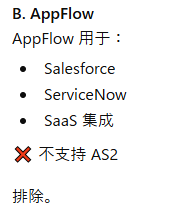 B. AppFlow
AppFlow 用于：
• Salesforce
• ServiceNow
• SaaS 集成
❌ 不支持 AS2
排除。